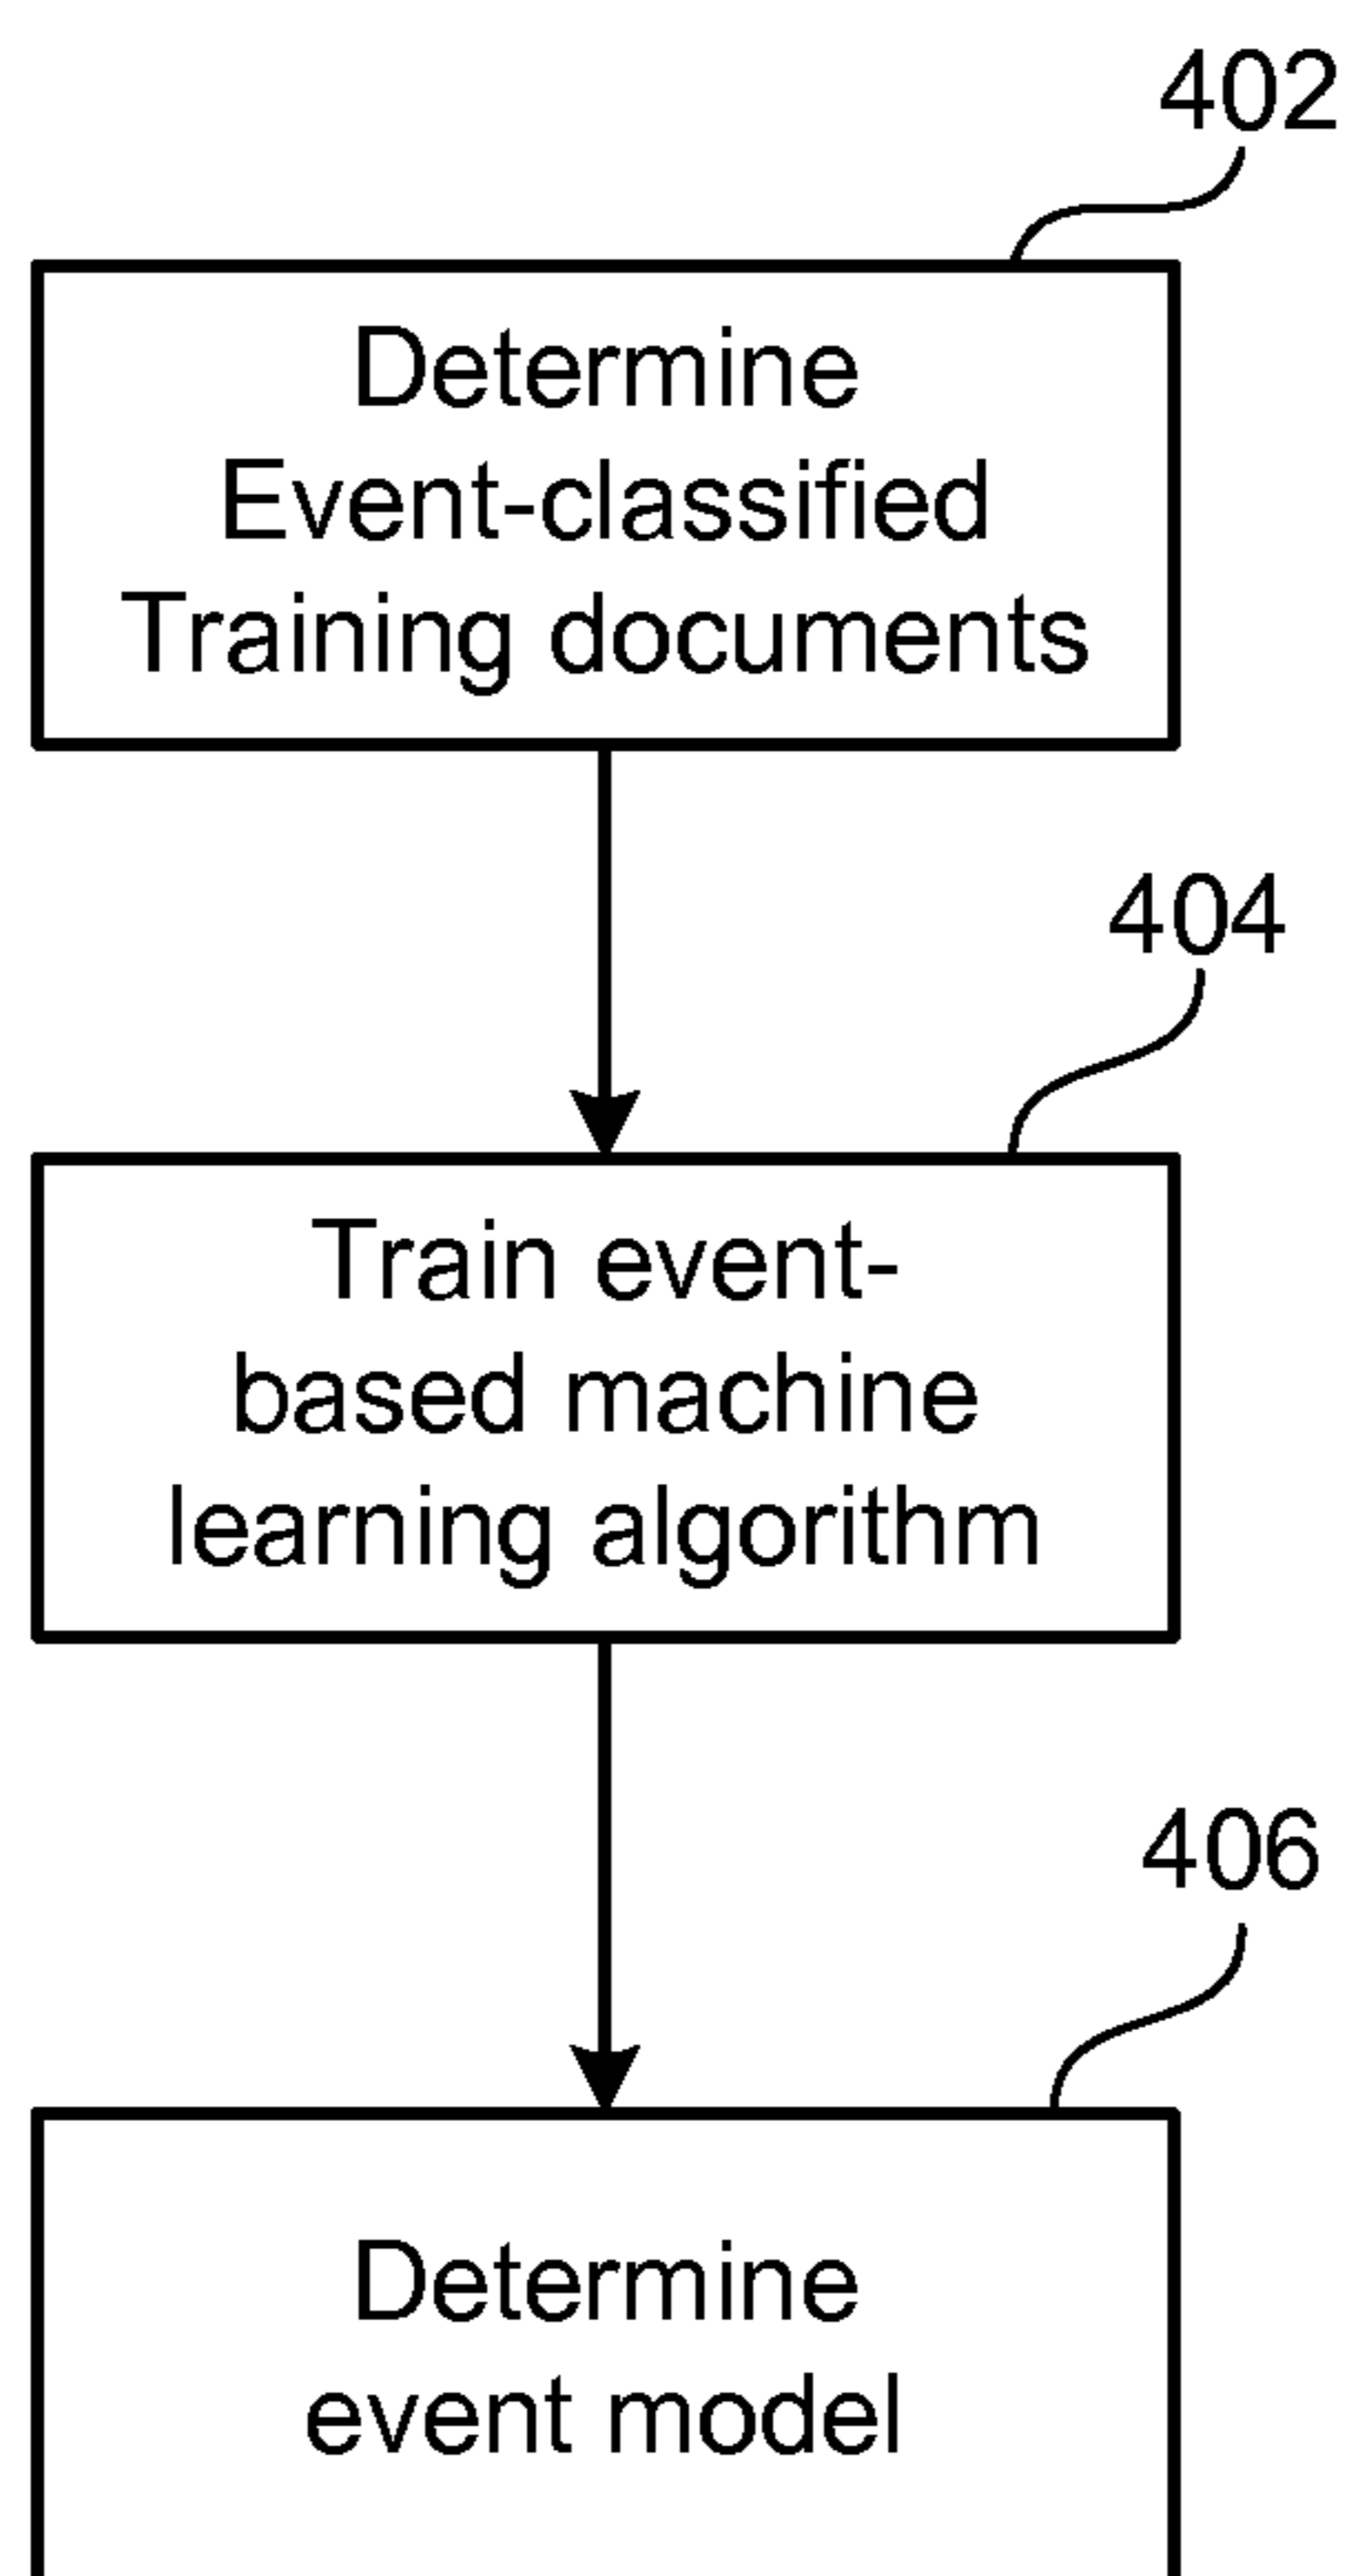 402
Determine
Event-classified
Training documents
404
Train event-
based machine
learning algorithm
406
Determine
event model